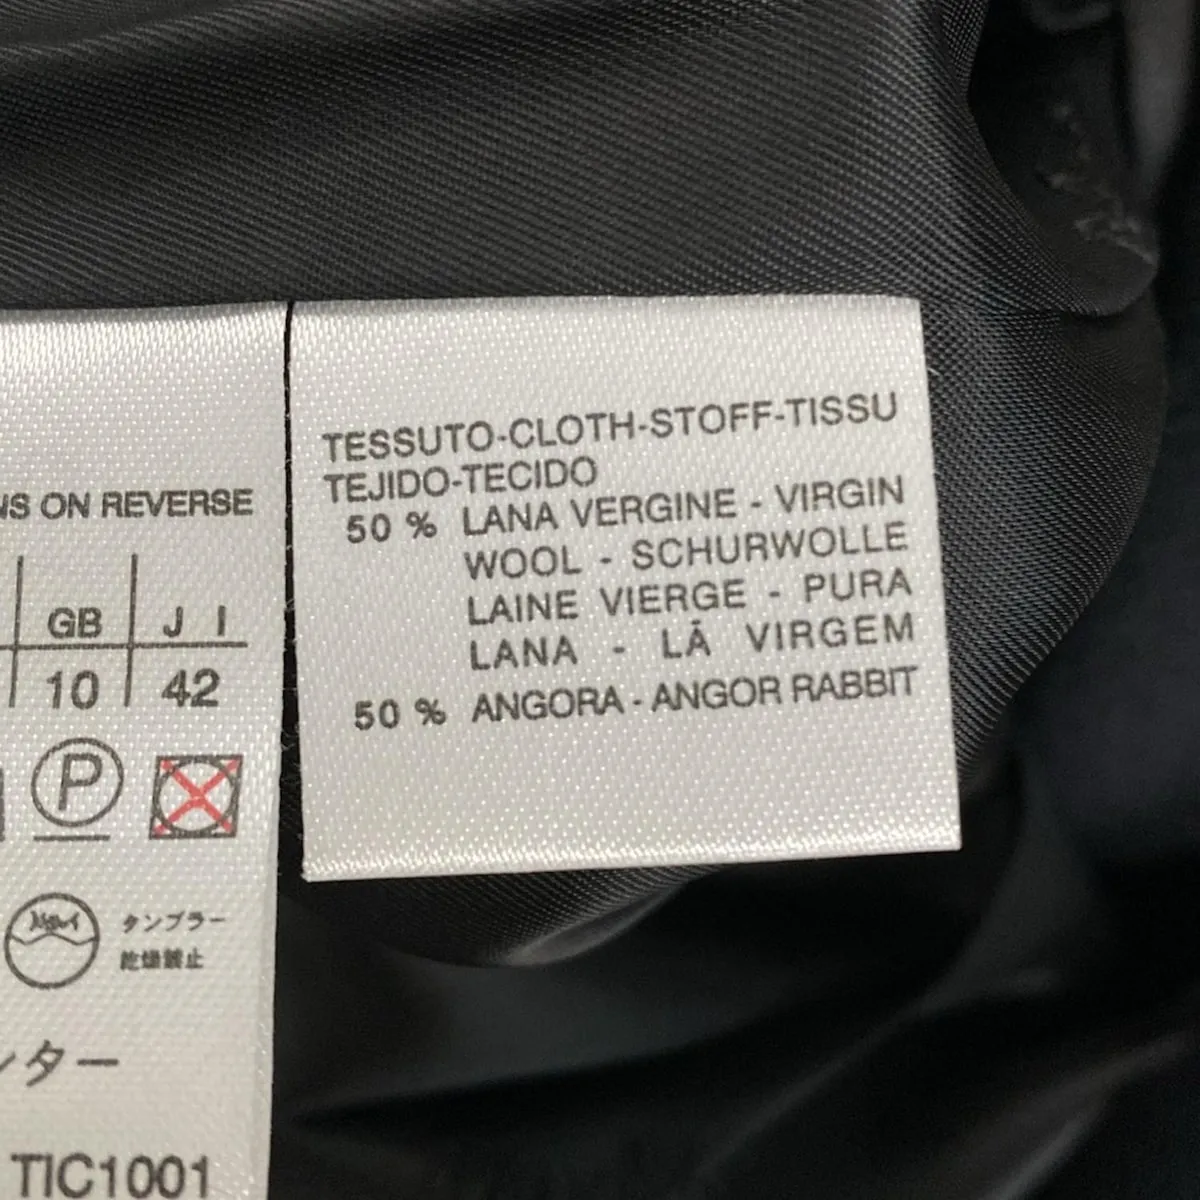 NS ON REVERSE
GB J I
10 42
P
タンブラー
乾燥禁止
ンター
TIC1001
TESSUTO-CLOTH-STOFF-TISSU
TEJIDO-TECIDO
50 % LANA VERGINE - VIRGIN
WOOL - SCHURWOLLE
LAINE VIERGE - PURA
LANA - LÃ VIRGEM
50 % ANGORA - ANGOR RABBIT